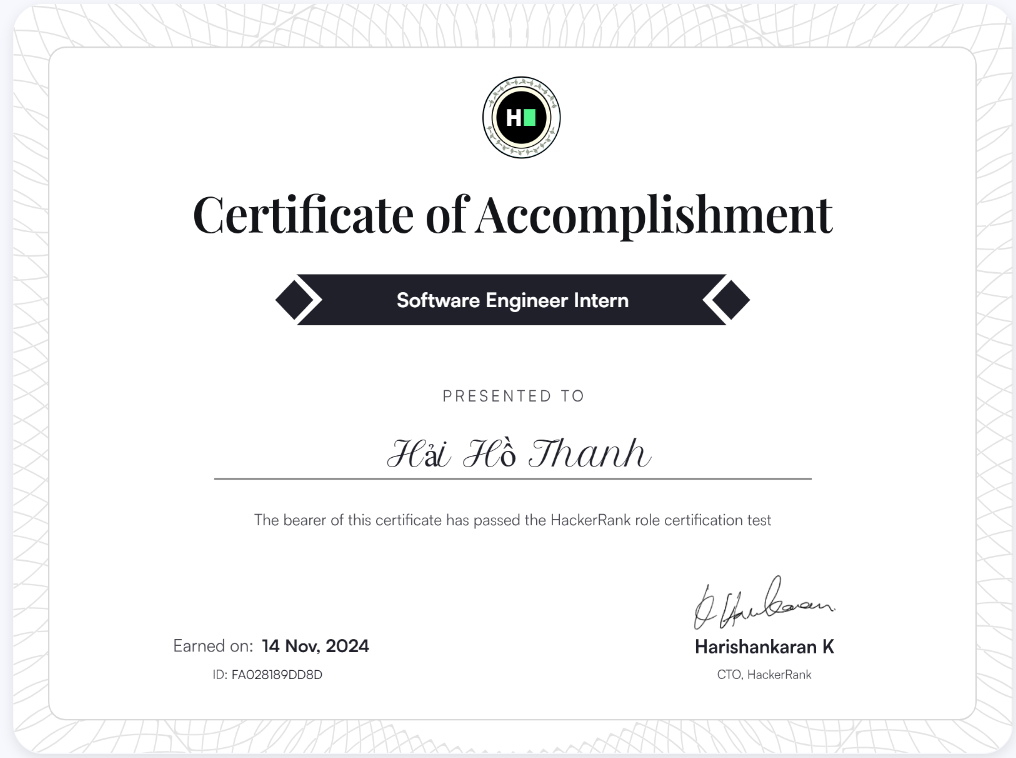 H
Certificate of Accomplishment
Software Engineer Intern
PRESENTED TO
Hải Hồ Thanh
The bearer of this certificate has passed the HackerRank role certification test
Earned on: 14 Nov, 2024
ID: FA028189DD8D
Harishankaran K
CTO, HackerRank